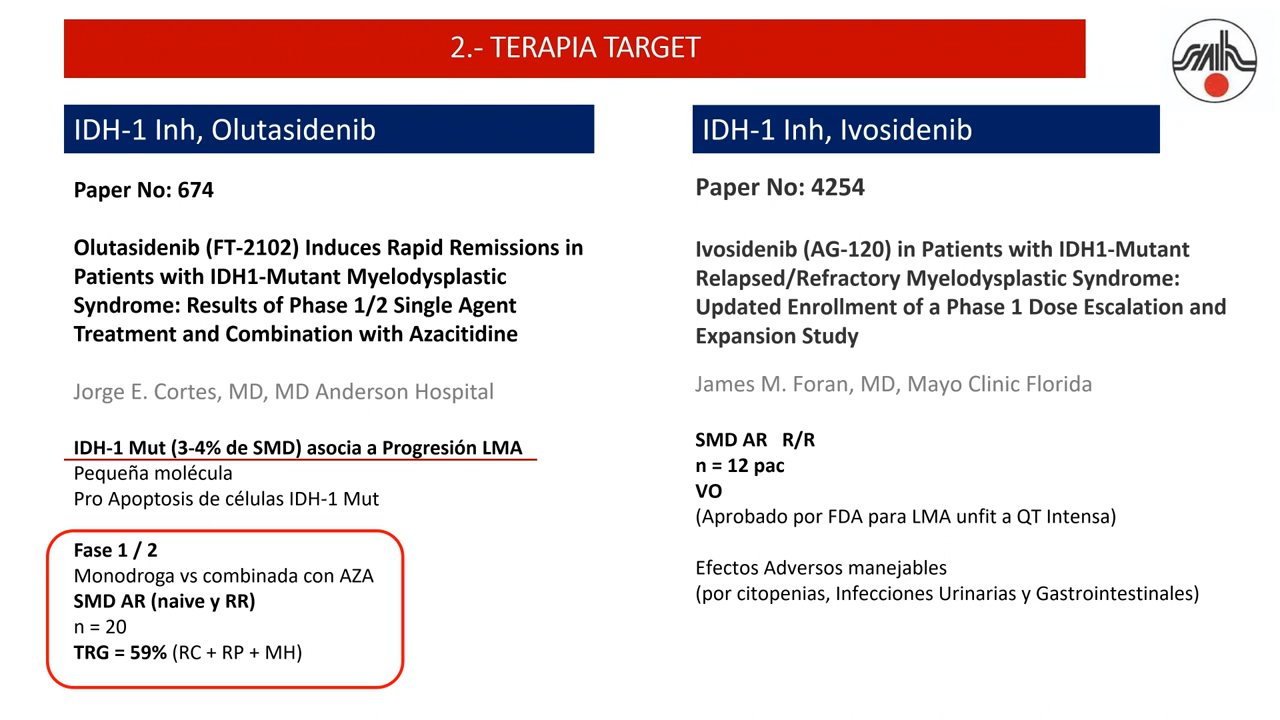 2.- TERAPIA TARGET
SMIH
IDH-1 Inh, Olutasidenib
Paper No: 674
Olutasidenib (FT-2102) Induces Rapid Remissions in
Patients with IDH1-Mutant Myelodysplastic
Syndrome: Results of Phase 1/2 Single Agent
Treatment and Combination with Azacitidine
Jorge E. Cortes, MD, MD Anderson Hospital
IDH-1 Mut (3-4% de SMD) asocia a Progresión LMA
Pequeña molécula
Pro Apoptosis de células IDH-1 Mut
Fase 1 / 2
Monodroga vs combinada con AZA
SMD AR (naive y RR)
n = 20
TRG = 59% (RC + RP + MH)
IDH-1 Inh, Ivosidenib
Paper No: 4254
Ivosidenib (AG-120) in Patients with IDH1-Mutant
Relapsed/Refractory Myelodysplastic Syndrome:
Updated Enrollment of a Phase 1 Dose Escalation and
Expansion Study
James M. Foran, MD, Mayo Clinic Florida
SMD AR   R/R
n = 12 pac
VO
(Aprobado por FDA para LMA unfit a QT Intensa)
Efectos Adversos manejables
(por citopenias, Infecciones Urinarias y Gastrointestinales)